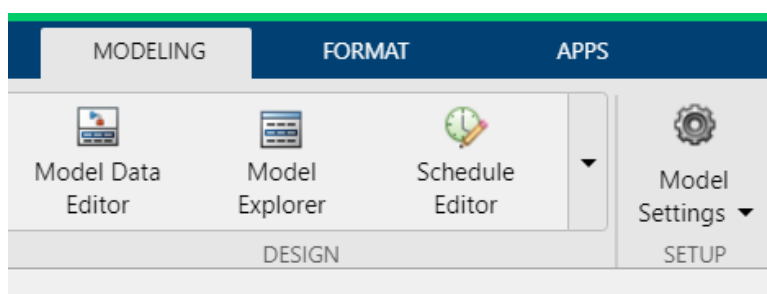 MODELING FORMAT APPS
Model Data Editor
Model Explorer
Schedule Editor
Model Settings
DESIGN SETUP